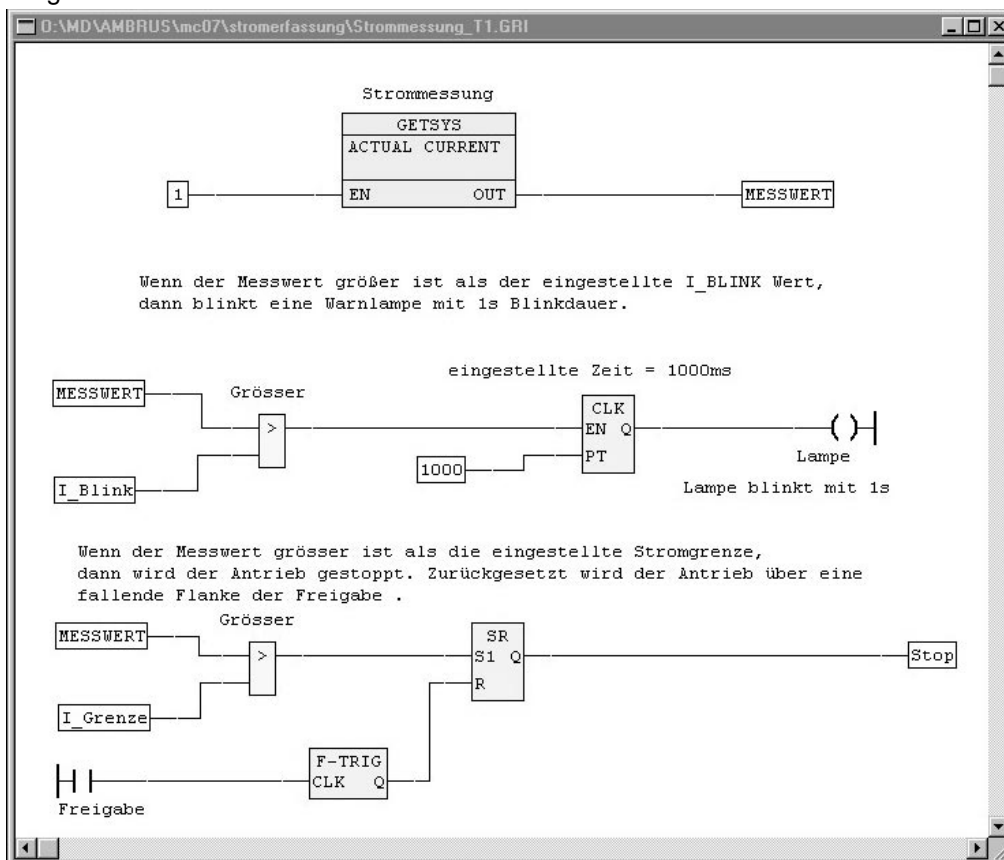 D:\MD\AMBRUS\mc07\stromerfassung\Strommessung_T1.GRI
Strommessung
GETSYS
ACTUAL CURRENT
1
EN OUT
MESSWERT
Wenn der Messwert größer ist als der eingestellte I_BLINK Wert,
dann blinkt eine Warnlampe mit 1s Blinkdauer.
eingestellte Zeit = 1000ms
MESSWERT
Grösser
>
CLK
EN Q
PT
1000
I_Blink
Lampe
Lampe blinkt mit 1s
Wenn der Messwert grösser ist als die eingestellte Stromgrenze,
dann wird der Antrieb gestoppt. Zurückgesetzt wird der Antrieb über eine
fallende Flanke der Freigabe .
Grösser
MESSWERT
>
SR
S1 Q
R
Stop
I_Grenze
F-TRIG
CLK Q
Freigabe